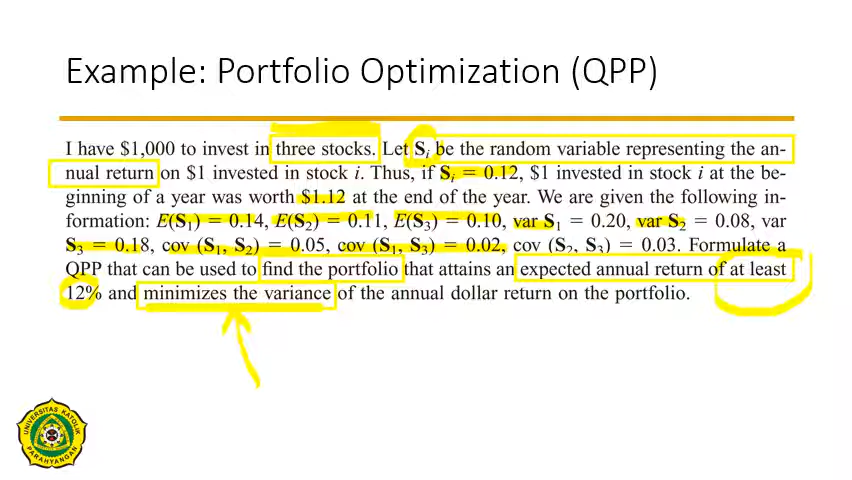 Example: Portfolio Optimization (QPP)
I have $1,000 to invest in three stocks. Let Sᵢ be the random variable representing the an-
nual return on $1 invested in stock i. Thus, if Sᵢ = 0.12, $1 invested in stock i at the be-
ginning of a year was worth $1.12 at the end of the year. We are given the following in-
formation: E(S₁) = 0.14, E(S₂) = 0.11, E(S₃) = 0.10, var S₁ = 0.20, var S₂ = 0.08, var
S₃ = 0.18, cov (S₁, S₂) = 0.05, cov (S₁, S₃) = 0.02, cov (S₂, S₃) = 0.03. Formulate a
QPP that can be used to find the portfolio that attains an expected annual return of at least
12% and minimizes the variance of the annual dollar return on the portfolio.
UNIVERSITAS KATOLIK
PARAHYANGAN